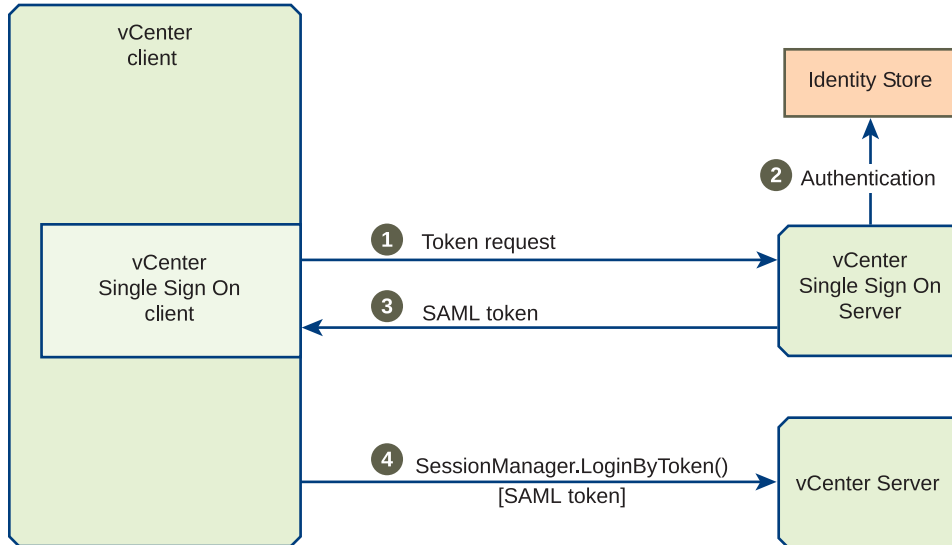 vCenter
client
Identity Store
2 Authentication
1 Token request
vCenter
Single Sign On
client
vCenter
Single Sign On
Server
3 SAML token
4 SessionManager.LoginByToken()
[SAML token]
vCenter Server